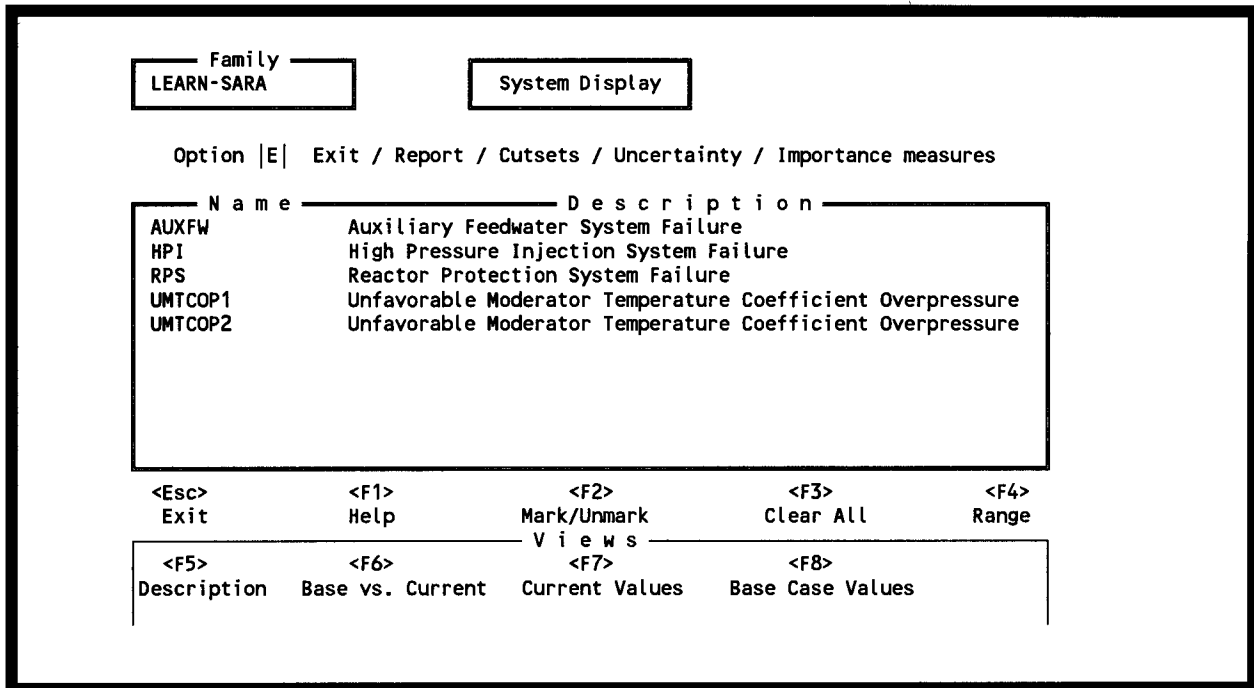 Family
LEARN-SARA System Display
Option |E| Exit / Report / Cutsets / Uncertainty / Importance measures
N a m e D e s c r i p t i o n
AUXFW Auxiliary Feedwater System Failure
HPI High Pressure Injection System Failure
RPS Reactor Protection System Failure
UMTCOP1 Unfavorable Moderator Temperature Coefficient Overpressure
UMTCOP2 Unfavorable Moderator Temperature Coefficient Overpressure
<Esc> <F1> <F2> <F3> <F4>
Exit Help Mark/Unmark Clear All Range
V i e w s
<F5> <F6> <F7> <F8>
Description Base vs. Current Current Values Base Case Values